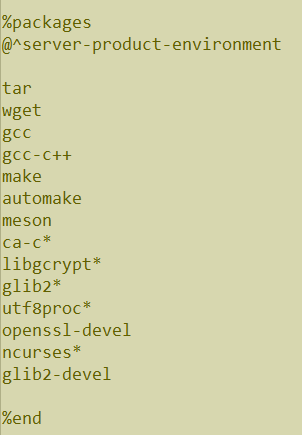 %packages
@^server-product-environment
tar
wget
gcc
gcc-c++
make
automake
meson
ca-c*
libgcrypt*
glib2*
utf8proc*
openssl-devel
ncurses*
glib2-devel
%end